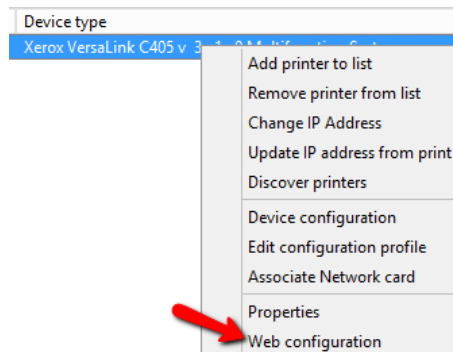 Device type
Xerox VersaLink C405 v
Add printer to list
Remove printer from list
Change IP Address
Update IP address from print
Discover printers
Device configuration
Edit configuration profile
Associate Network card
Properties
Web configuration